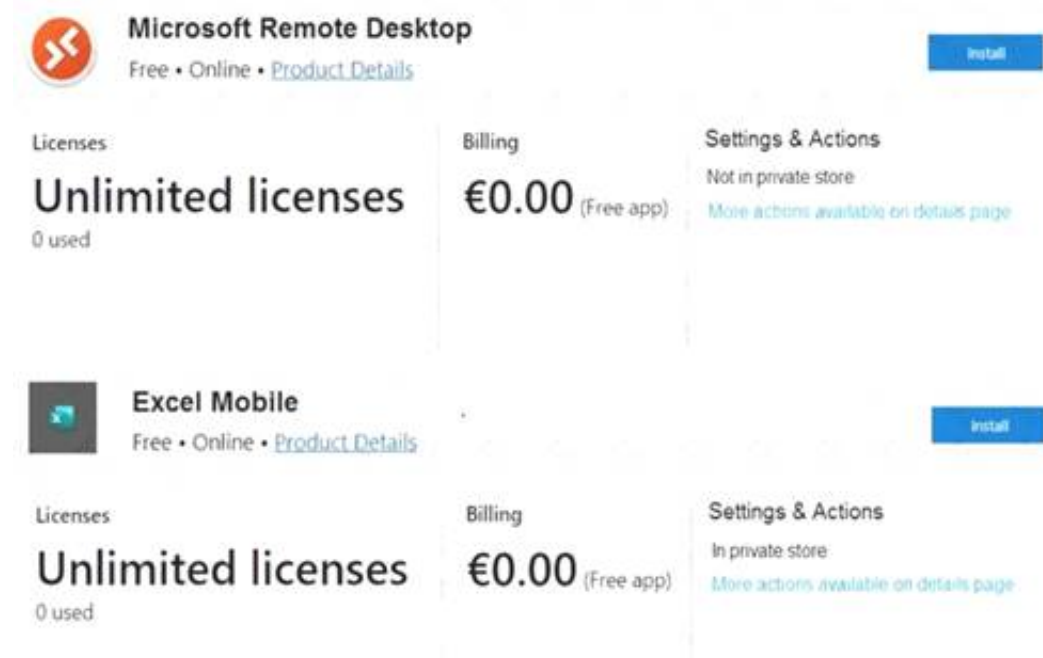 Microsoft Remote Desktop
Free • Online • Product Details
Install
Licenses
Unlimited licenses
0 used
Billing
€0.00 (Free app)
Settings & Actions
Not in private store
More actions available on details page
Excel Mobile
Free • Online • Product Details
Install
Licenses
Unlimited licenses
0 used
Billing
€0.00 (Free app)
Settings & Actions
In private store
More actions available on details page